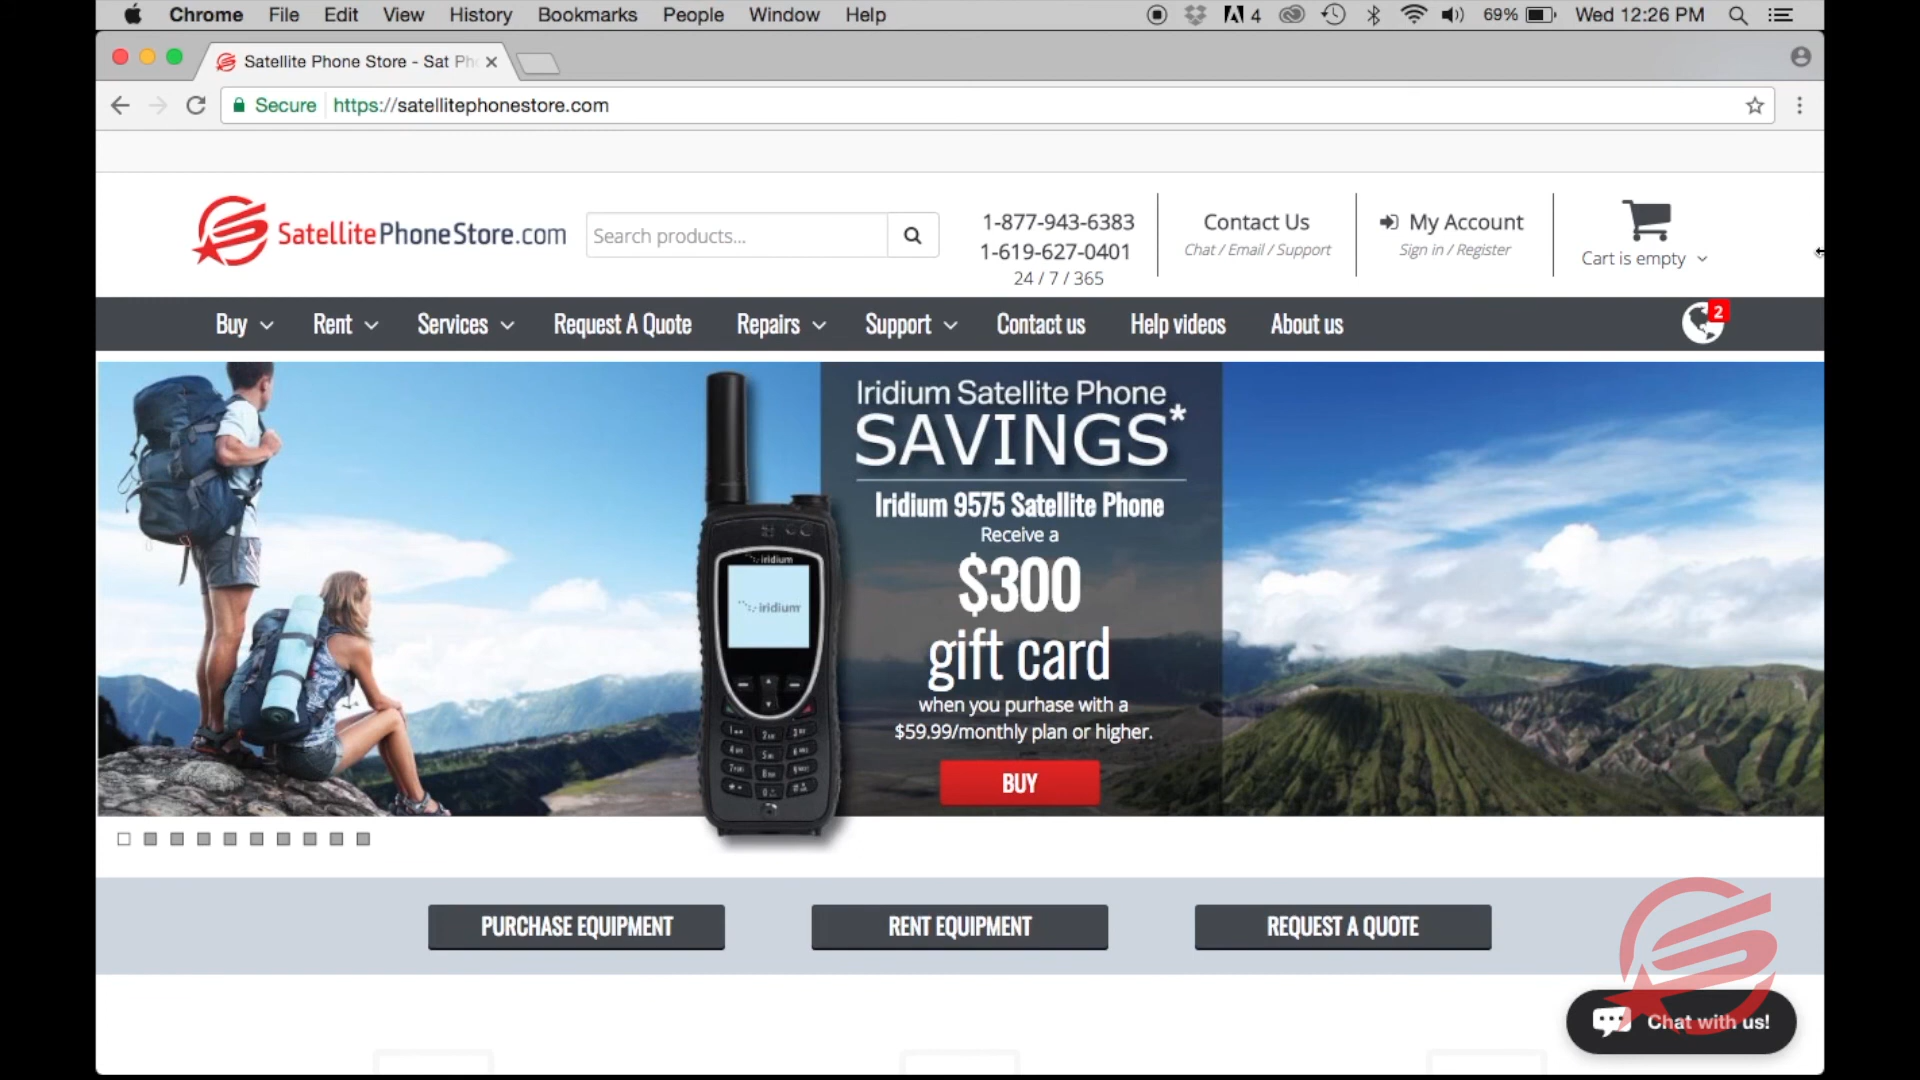 Chrome File Edit View History Bookmarks People Window Help
4 69% Wed 12:26 PM
Satellite Phone Store - Sat Ph
Secure https://satellitephonestore.com
SatellitePhoneStore.com
Search products...
1-877-943-6383
1-619-627-0401
24 / 7 / 365
Contact Us
Chat / Email / Support
My Account
Sign in / Register
Cart is empty
Buy Rent Services Request A Quote Repairs Support Contact us Help videos About us
2
Iridium Satellite Phone
SAVINGS*
Iridium 9575 Satellite Phone
Receive a
$300
gift card
when you purhase with a
$59.99/monthly plan or higher.
BUY
iridium
iridium
PURCHASE EQUIPMENT RENT EQUIPMENT REQUEST A QUOTE
Chat with us!